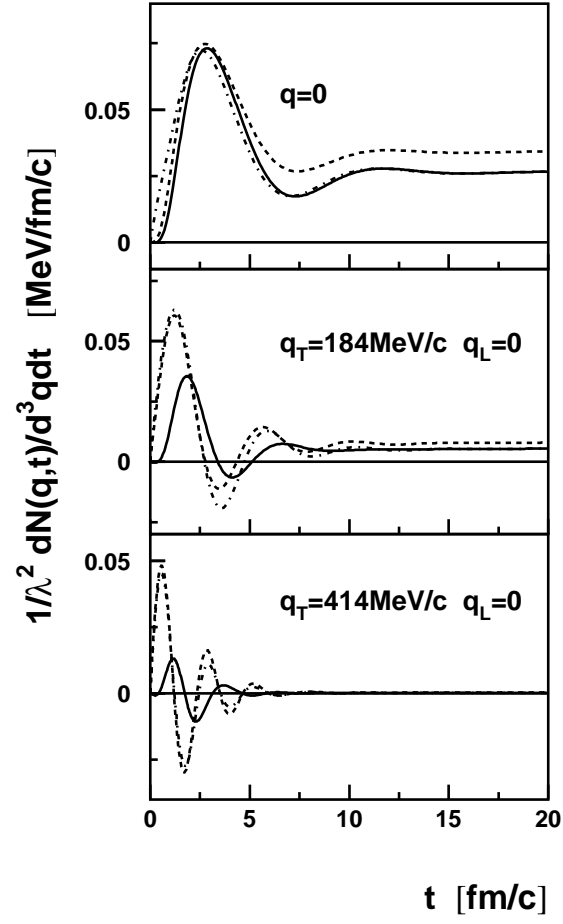 1/λ² dN(q,t)/d³qdt [MeV/fm/c]
0.05
0
q=0
0.05
0
q_T=184MeV/c q_L=0
0.05
0
q_T=414MeV/c q_L=0
0 5 10 15 20
t [fm/c]